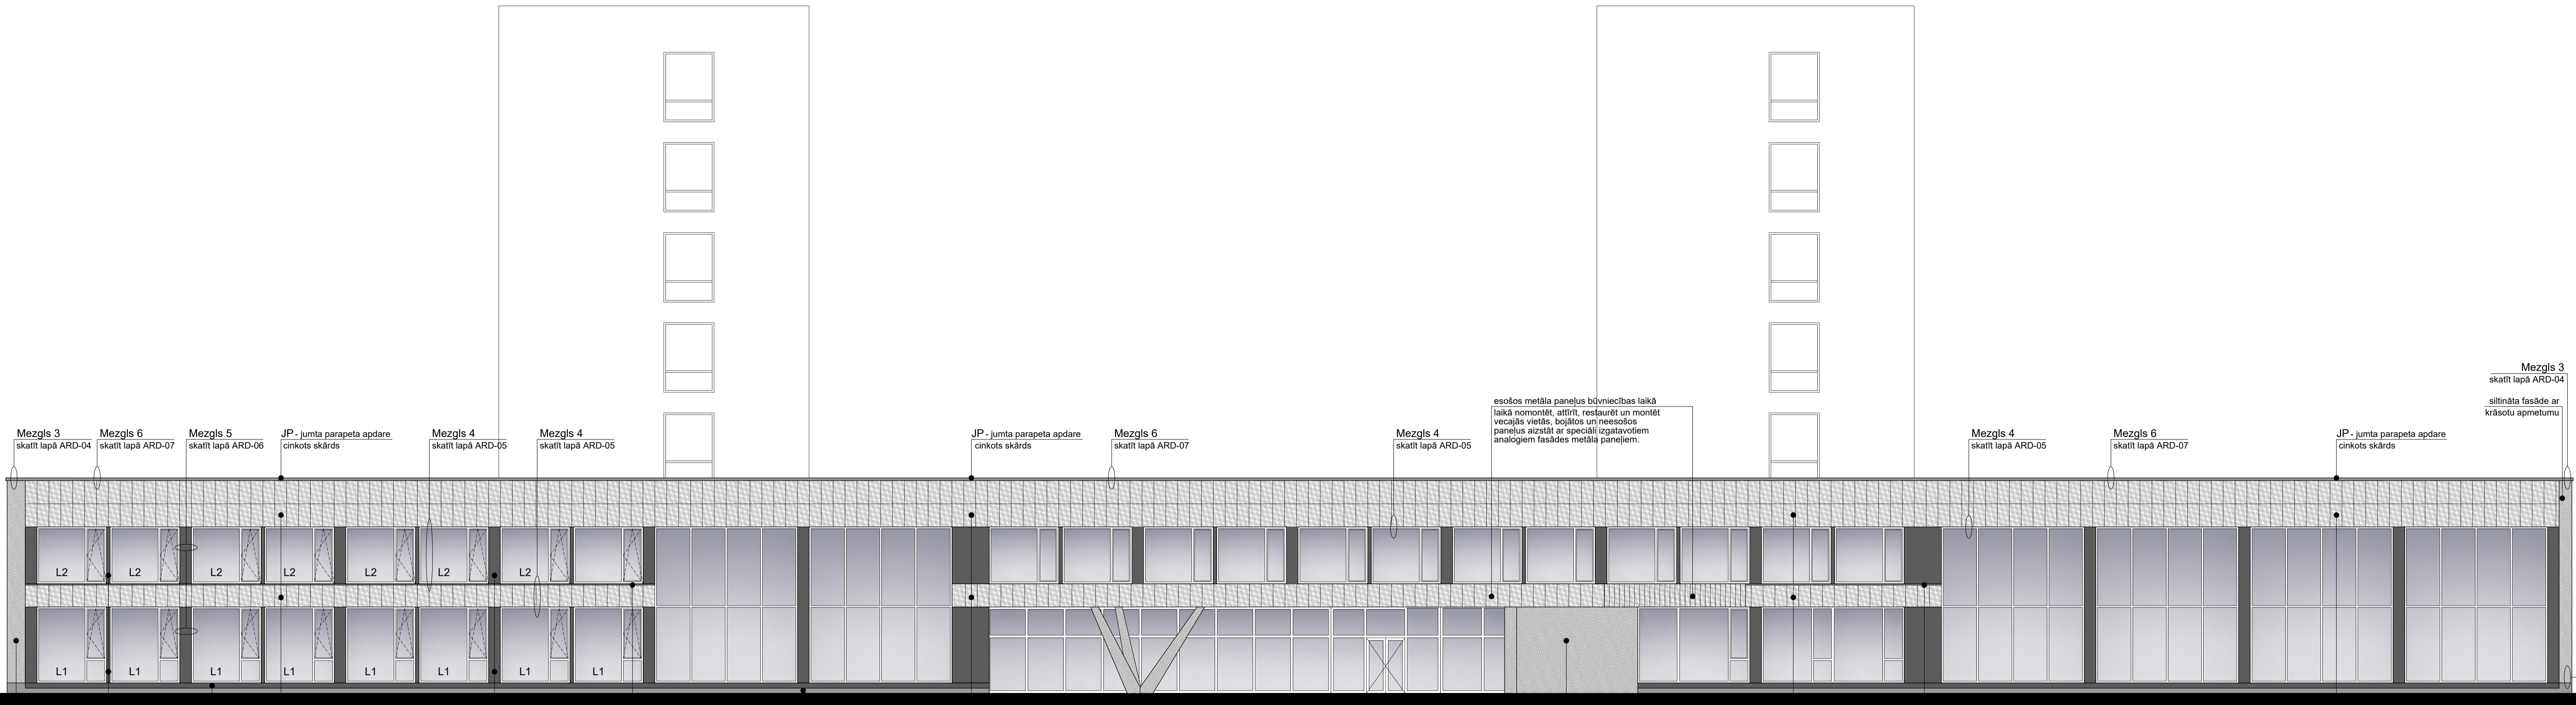 Mezgls 3
skatīt lapā ARD-04
siltināta fasāde ar
krāsotu apmetumu
esošos metāla paneļus būvniecības laikā
laikā nomontēt, attīrīt, restaurēt un montēt
vecajās vietās, bojātos un neesošos
paneļus aizstāt ar speciāli izgatavotiem
analogiem fasādes metāla paneļiem.
Mezgls 3
skatīt lapā ARD-04
Mezgls 6
skatīt lapā ARD-07
Mezgls 5
skatīt lapā ARD-06
JP - jumta parapeta apdare
cinkots skārds
Mezgls 4
skatīt lapā ARD-05
Mezgls 4
skatīt lapā ARD-05
JP - jumta parapeta apdare
cinkots skārds
Mezgls 6
skatīt lapā ARD-07
Mezgls 4
skatīt lapā ARD-05
Mezgls 4
skatīt lapā ARD-05
Mezgls 6
skatīt lapā ARD-07
JP - jumta parapeta apdare
cinkots skārds
L2 L2 L2 L2 L2 L2 L2
L1 L1 L1 L1 L1 L1 L1 L1